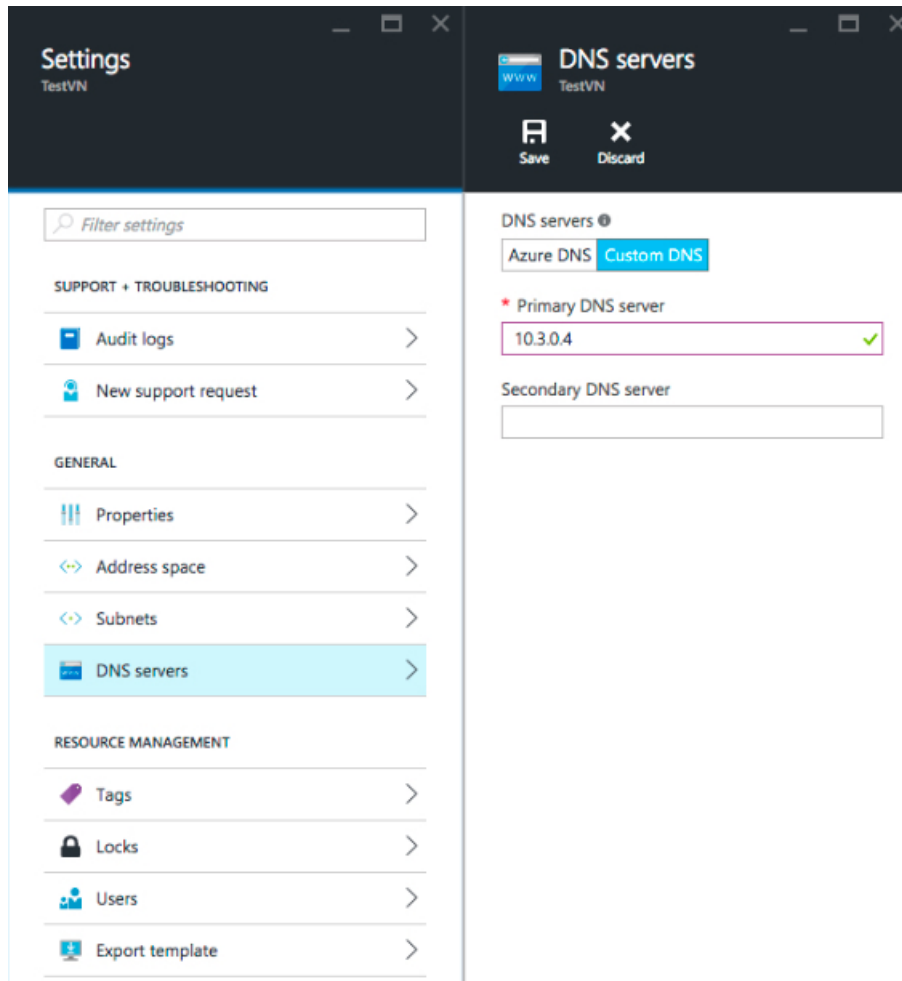 Settings
TestVN
Filter settings
SUPPORT + TROUBLESHOOTING
Audit logs
New support request
GENERAL
Properties
Address space
Subnets
DNS servers
RESOURCE MANAGEMENT
Tags
Locks
Users
Export template
www
DNS servers
TestVN
Save Discard
DNS servers
Azure DNS Custom DNS
* Primary DNS server
10.3.0.4
Secondary DNS server